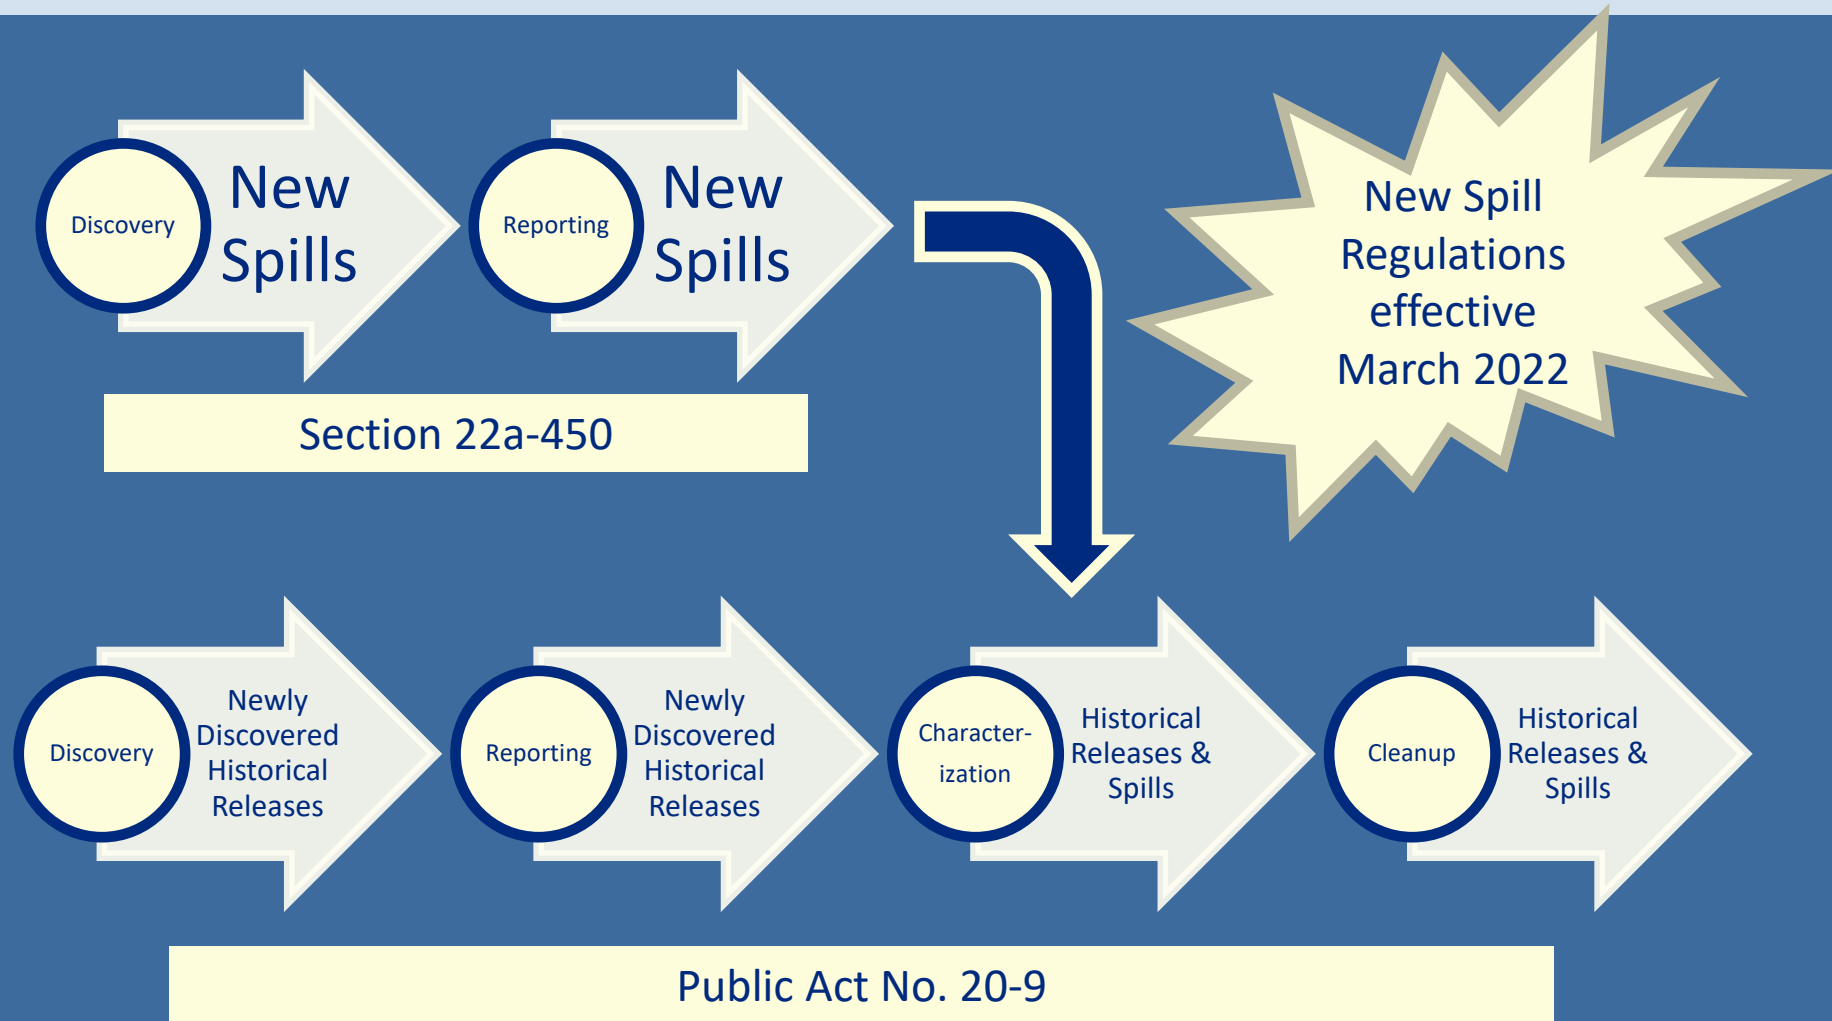 Discovery
New
Spills
Reporting
New
Spills
New Spill
Regulations
effective
March 2022
Section 22a-450
Discovery
Newly
Discovered
Historical
Releases
Reporting
Newly
Discovered
Historical
Releases
Character-
ization
Historical
Releases &
Spills
Cleanup
Historical
Releases &
Spills
Public Act No. 20-9